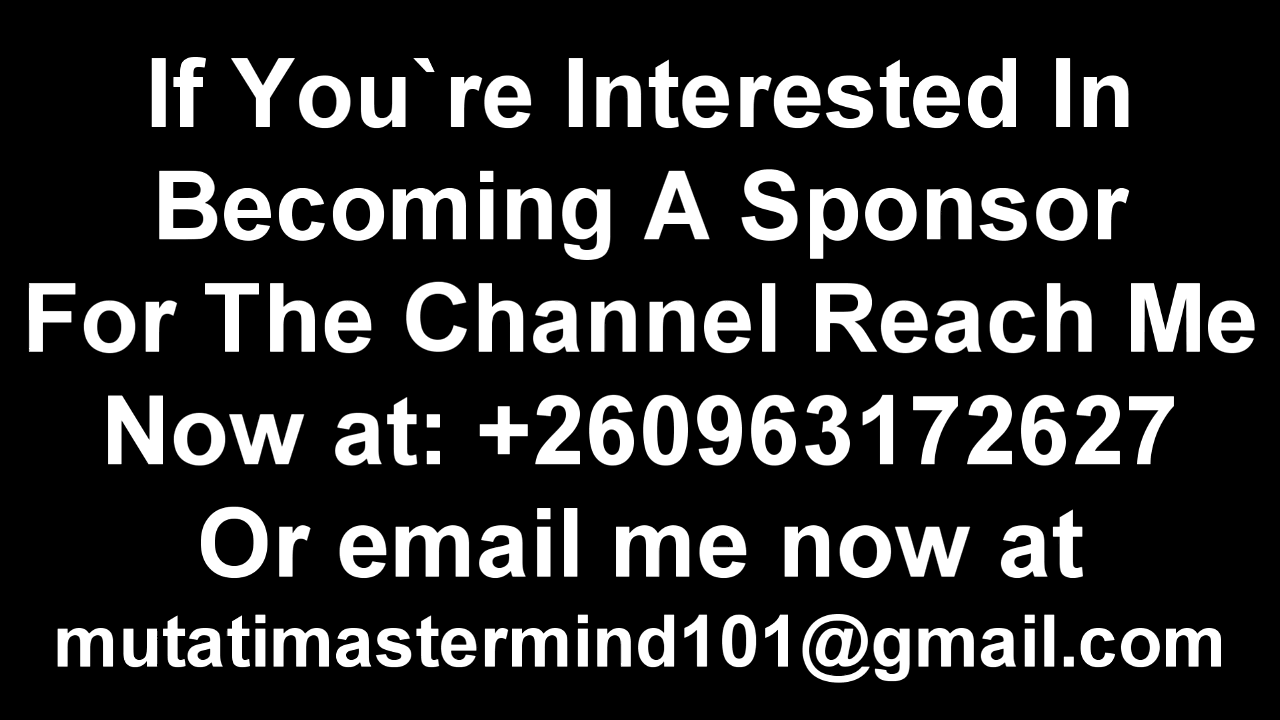 If You`re Interested In
Becoming A Sponsor
For The Channel Reach Me
Now at: +260963172627
Or email me now at
mutatimastermind101@gmail.com